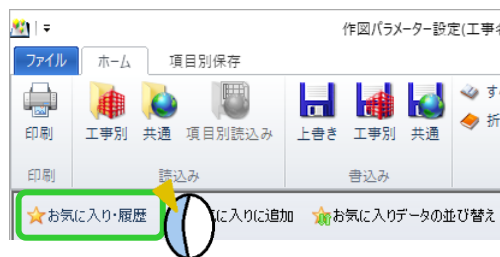 作図パラメーター設定(工事名
ファイル ホーム 項目別保存
印刷 工事別 共通 項目別読込み 上書き 工事別 共通 す
折
印刷 読込み 書込み
お気に入り・履歴 に入りに追加 お気に入りデータの並び替え